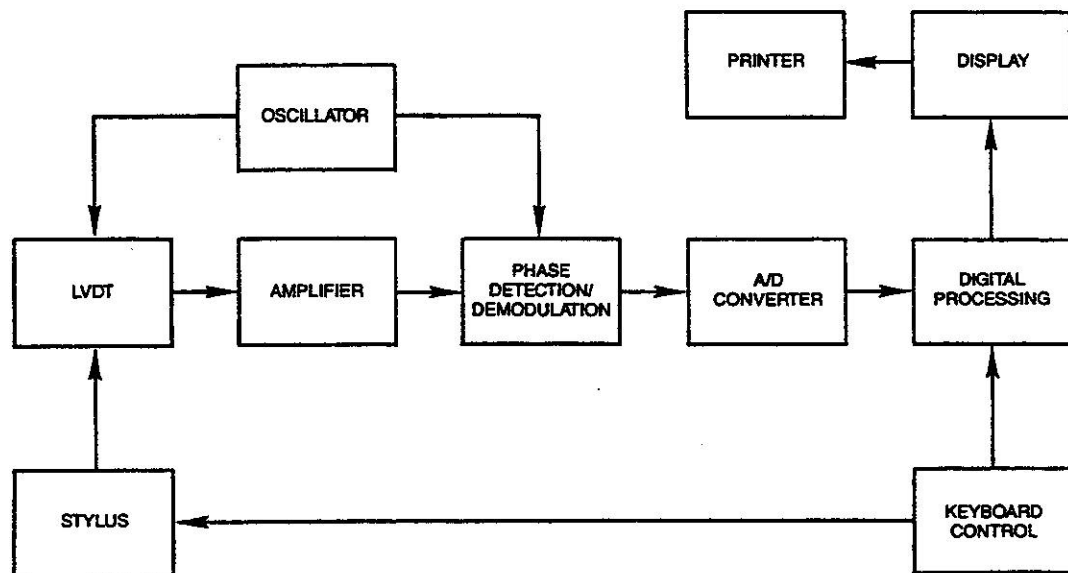 PRINTER
DISPLAY
OSCILLATOR
LVDT
AMPLIFIER
PHASE
DETECTION/
DEMODULATION
A/D
CONVERTER
DIGITAL
PROCESSING
STYLUS
KEYBOARD
CONTROL